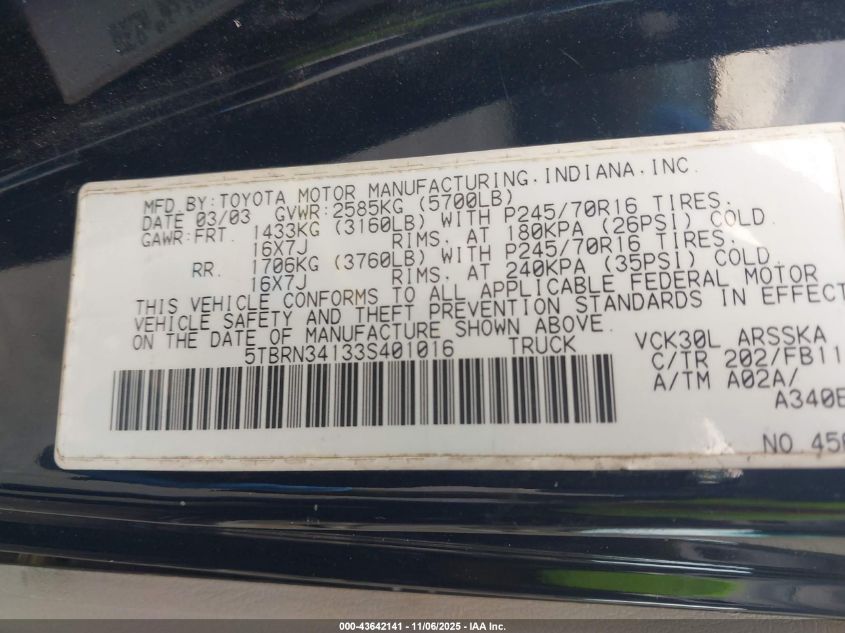 MFD.BY:TOYOTA MOTOR MANUFACTURING.INDIANA.INC.
DATE 03/03 GVWR:2585KG (5700LB)
GAWR:FRT. 1433KG (3160LB) WITH P245/70R16 TIRES.
16X7J RIMS. AT 180KPA (26PSI) COLD.
RR. 1706KG (3760LB) WITH P245/70R16 TIRES.
16X7J RIMS. AT 240KPA (35PSI) COLD.
THIS VEHICLE CONFORMS TO ALL APPLICABLE FEDERAL MOTOR
VEHICLE SAFETY AND THEFT PREVENTION STANDARDS IN EFFECT
ON THE DATE OF MANUFACTURE SHOWN ABOVE.
5TBRN34133S401016 TRUCK
VCK30L ARSSKA
C/TR 202/FB11
A/TM A02A/
A340E
NO 450
000-43642141 - 11/06/2025 - IAA Inc.